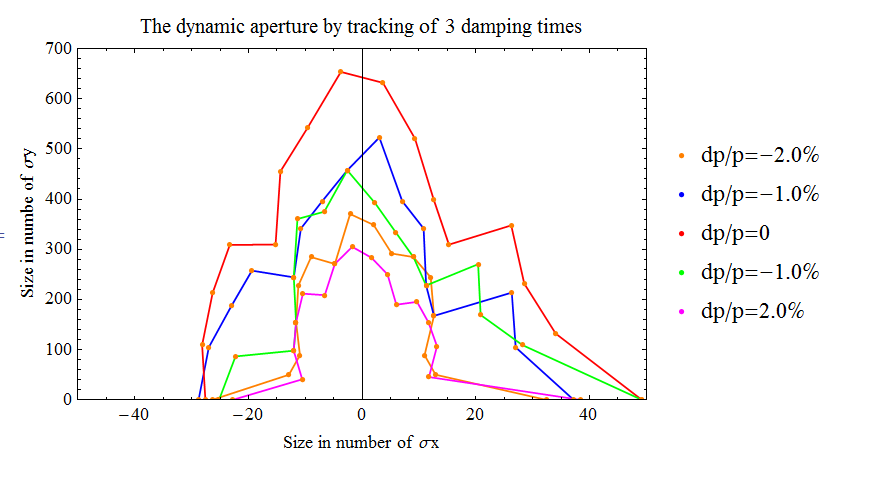 The dynamic aperture by tracking of 3 damping times
700
600
500
400
300
200
100
0
Size in numbe of σy
−40
−20
0
20
40
Size in number of σx
dp/p=−2.0%
dp/p=−1.0%
dp/p=0
dp/p=−1.0%
dp/p=2.0%